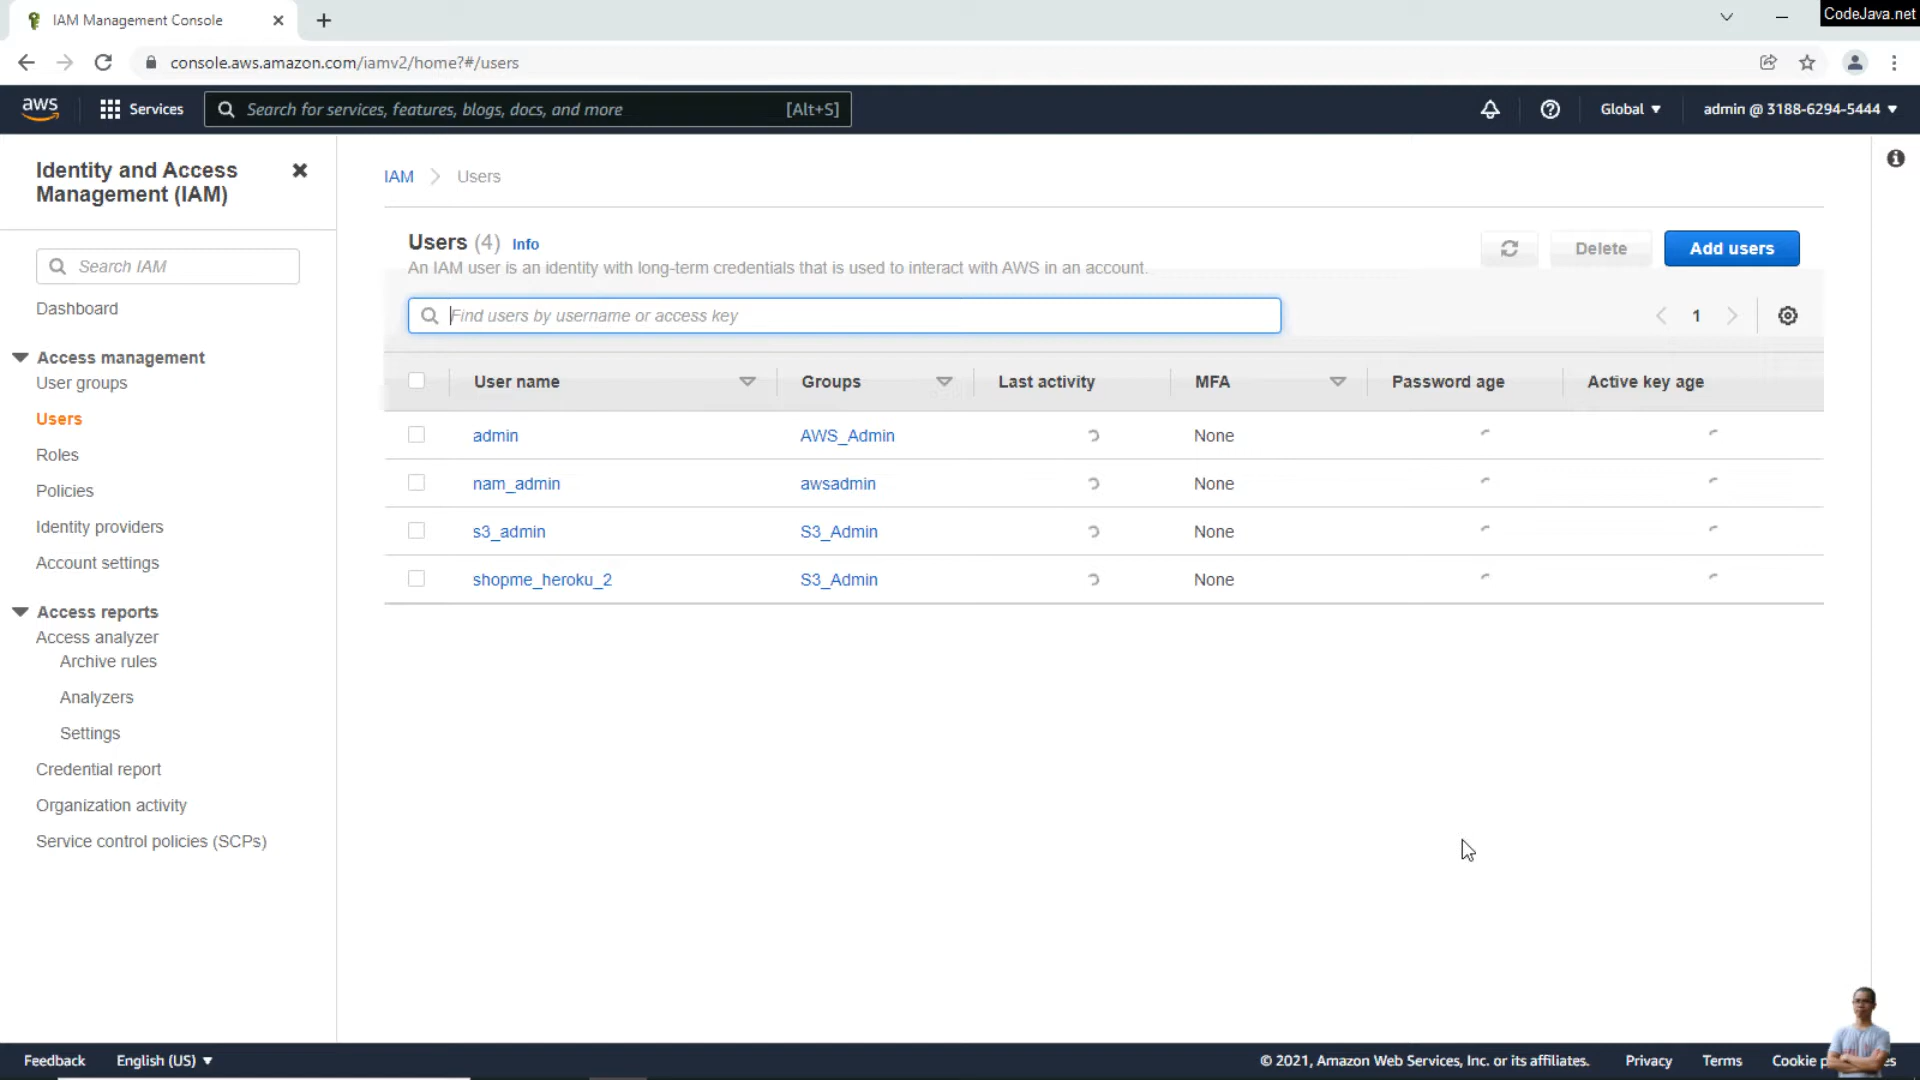 IAM Management Console
CodeJava.net
console.aws.amazon.com/iamv2/home?#/users
aws
Services
Search for services, features, blogs, docs, and more
[Alt+S]
Global
admin @ 3188-6294-5444
Identity and Access
Management (IAM)
Search IAM
Dashboard
Access management
User groups
Users
Roles
Policies
Identity providers
Account settings
Access reports
Access analyzer
Archive rules
Analyzers
Settings
Credential report
Organization activity
Service control policies (SCPs)
IAM > Users
Users (4) Info
An IAM user is an identity with long-term credentials that is used to interact with AWS in an account.
Delete
Add users
Find users by username or access key
1
User name Groups Last activity MFA Password age Active key age
admin AWS_Admin None
nam_admin awsadmin None
s3_admin S3_Admin None
shopme_heroku_2 S3_Admin None
Feedback English (US) © 2021, Amazon Web Services, Inc. or its affiliates. Privacy Terms Cookie